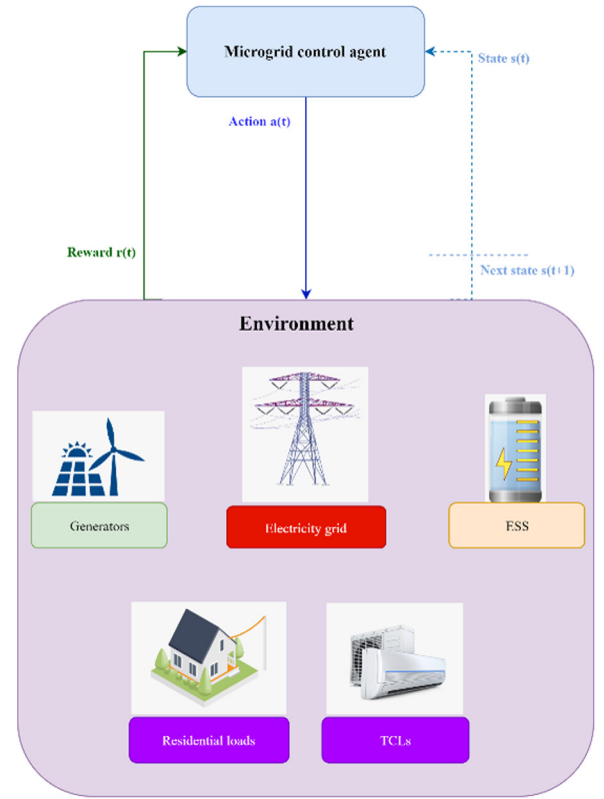 Microgrid control agent
State s(t)
Action a(t)
Reward r(t)
Next state s(t+1)
Environment
Generators
Electricity grid
ESS
Residential loads
TCLs